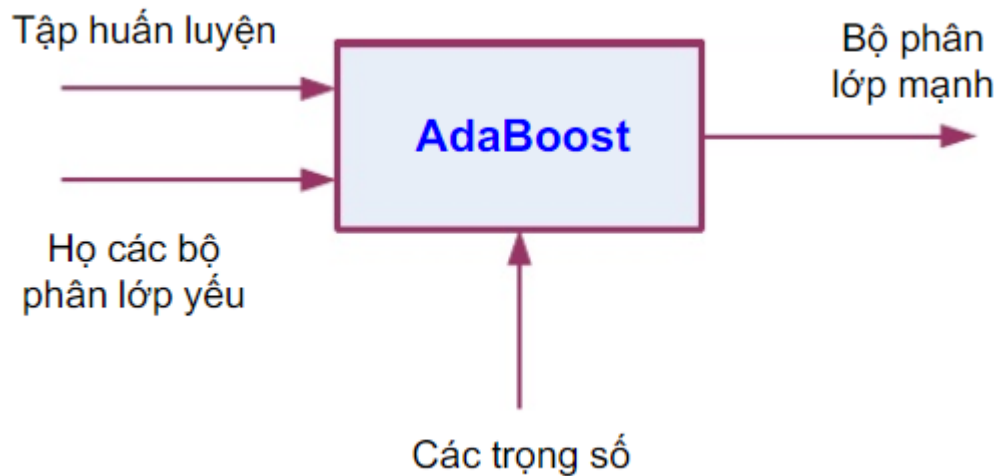 Tập huấn luyện
Bộ phân
lớp mạnh
AdaBoost
Họ các bộ
phân lớp yếu
Các trọng số